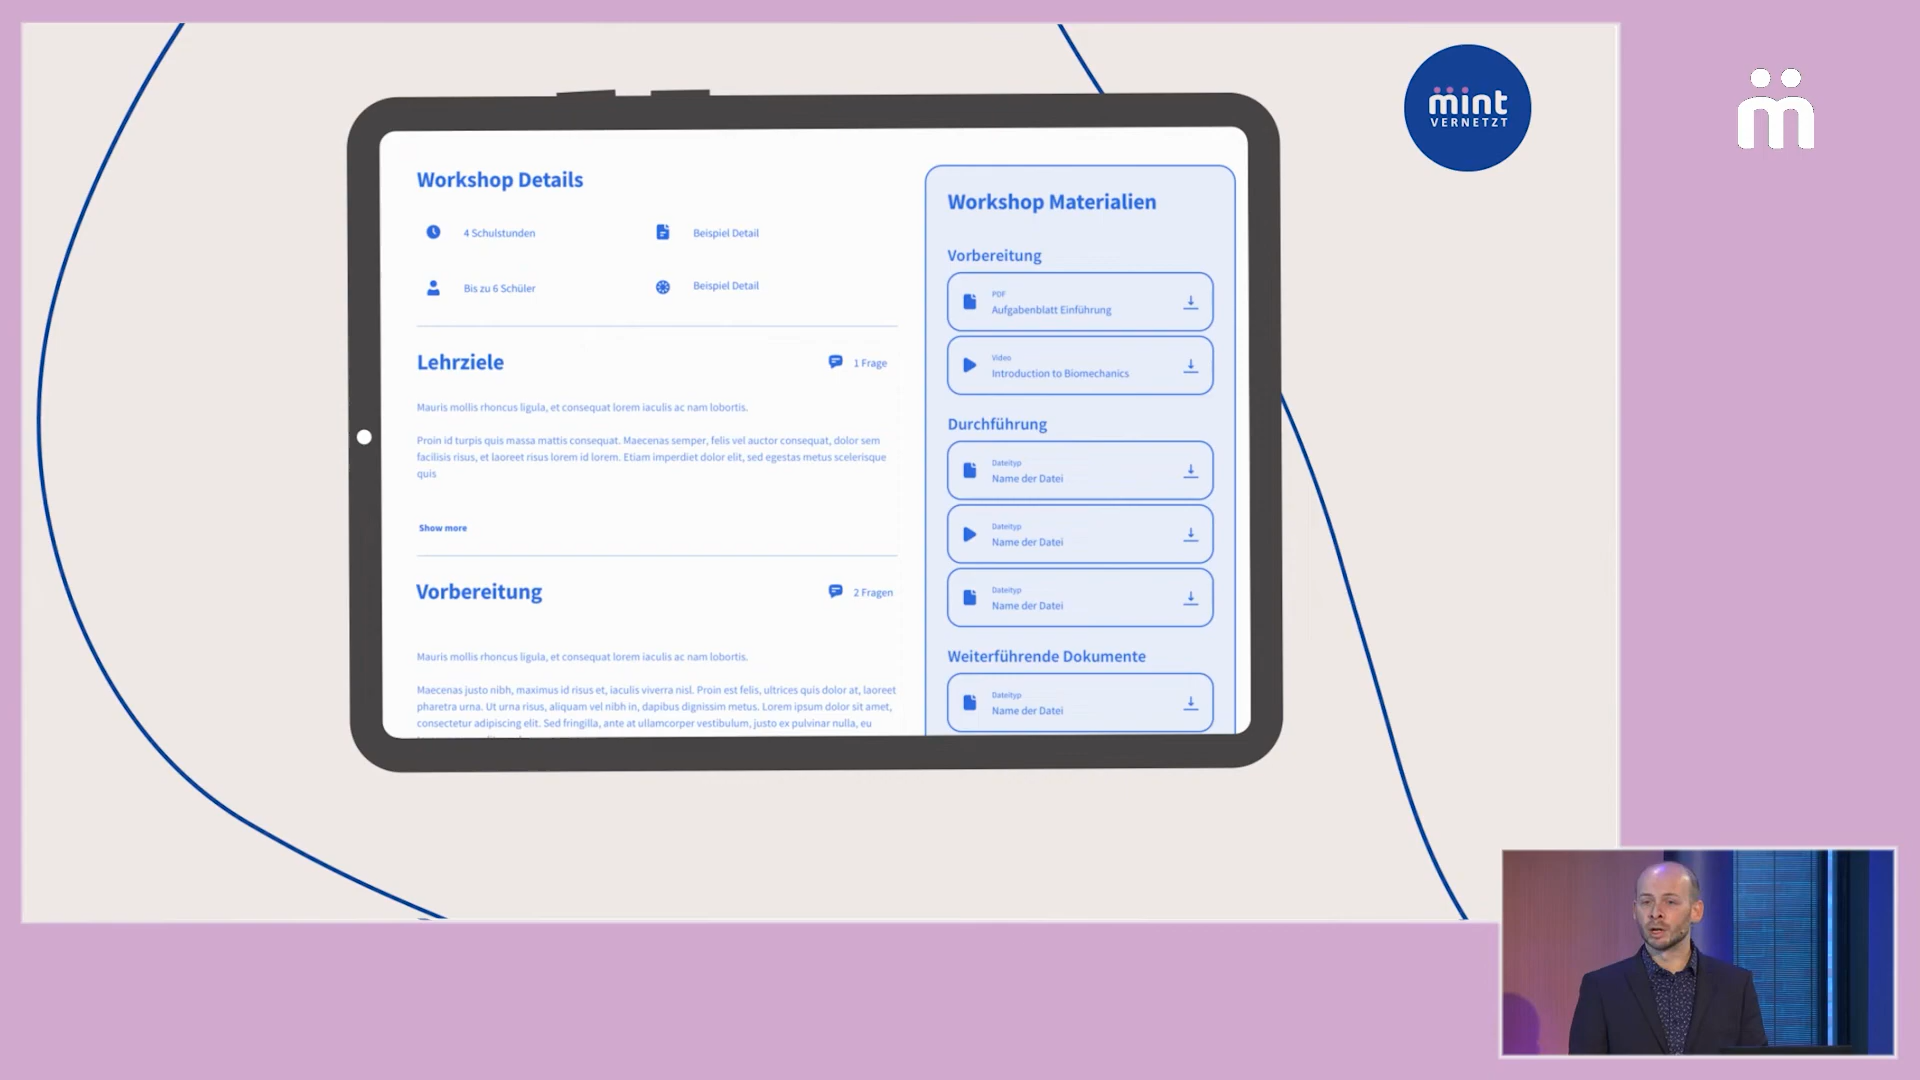 mint
VERNETZT
Workshop Details
4 Schulstunden
Beispiel Detail
Bis zu 6 Schüler
Beispiel Detail
Lehrziele
1 Frage
Mauris mollis rhoncus ligula, et consequat lorem iaculis ac nam lobortis.
Proin id turpis quis massa mattis consequat. Maecenas semper, felis vel auctor consequat, dolor sem
facilisis risus, et laoreet risus lorem id lorem. Etiam imperdiet dolor elit, sed egestas metus scelerisque
quis
Show more
Vorbereitung
2 Fragen
Mauris mollis rhoncus ligula, et consequat lorem iaculis ac nam lobortis.
Maecenas justo nibh, maximus id risus et, iaculis viverra nisl. Proin est felis, ultrices quis dolor at, laoreet
pharetra urna. Ut urna risus, aliquam vel nibh in, dapibus dignissim metus. Lorem ipsum dolor sit amet,
consectetur adipiscing elit. Sed fringilla, ante at ullamcorper vestibulum, justo ex pulvinar nulla, eu
Workshop Materialien
Vorbereitung
PDF
Aufgabenblatt Einführung
Video
Introduction to Biomechanics
Durchführung
Dateityp
Name der Datei
Dateityp
Name der Datei
Dateityp
Name der Datei
Weiterführende Dokumente
Dateityp
Name der Datei